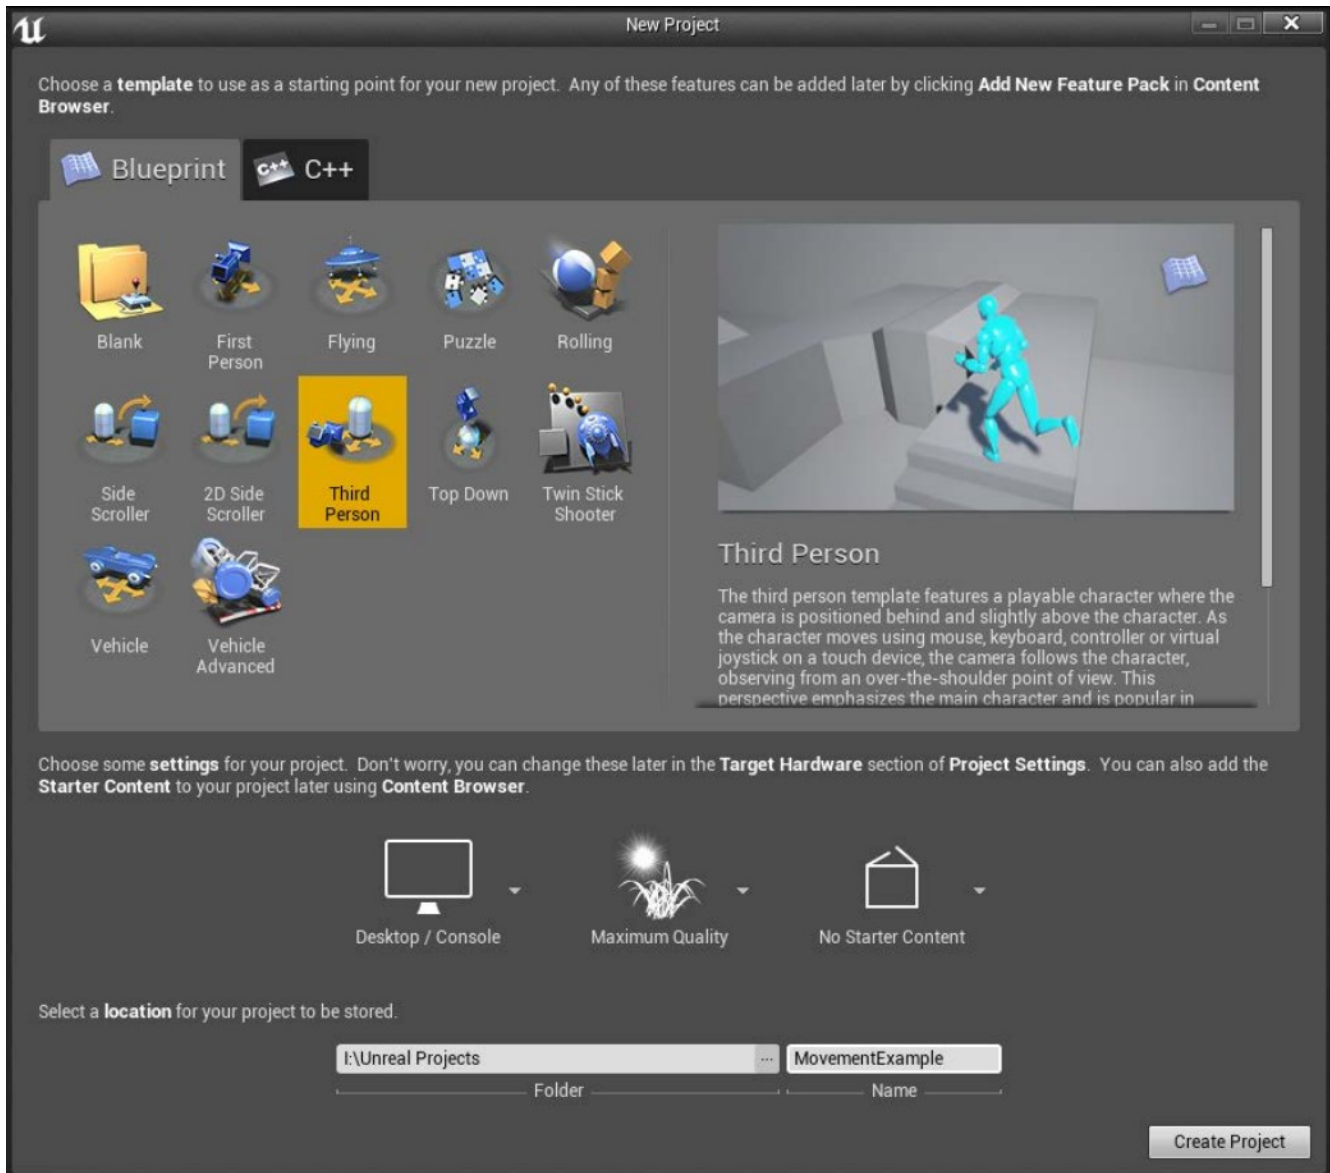 New Project
Choose a template to use as a starting point for your new project.  Any of these features can be added later by clicking Add New Feature Pack in Content
Browser.
Blueprint
C++
C++
Blank
First
Person
Flying
Puzzle
Rolling
Side
Scroller
2D Side
Scroller
Third
Person
Top Down
Twin Stick
Shooter
Vehicle
Vehicle
Advanced
Third Person
The third person template features a playable character where the
camera is positioned behind and slightly above the character. As
the character moves using mouse, keyboard, controller or virtual
joystick on a touch device, the camera follows the character,
observing from an over-the-shoulder point of view. This
perspective emphasizes the main character and is popular in
Choose some settings for your project.  Don't worry, you can change these later in the Target Hardware section of Project Settings.  You can also add the
Starter Content to your project later using Content Browser.
Desktop / Console
Maximum Quality
No Starter Content
Select a location for your project to be stored.
I:\Unreal Projects
...
MovementExample
Folder
Name
Create Project